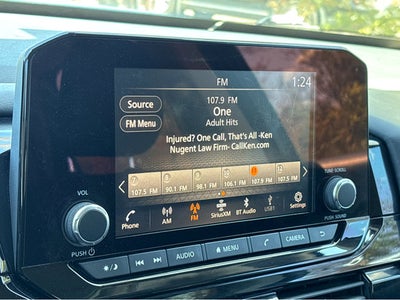 FM
1:24
Source
107.9 FM
One
FM Menu
Adult Hits
Injured? One Call, That's All -Ken
Nugent Law Firm- CallKen.com
107.5 FM 90.1 FM 98.1 FM 106.1 FM 107.9 FM 107.5 FM
VOL
TUNE SCROLL
Phone AM FM SiriusXM BT Audio USB1 Settings
PUSH PUSH SOUND
AUDIO MENU CAMERA